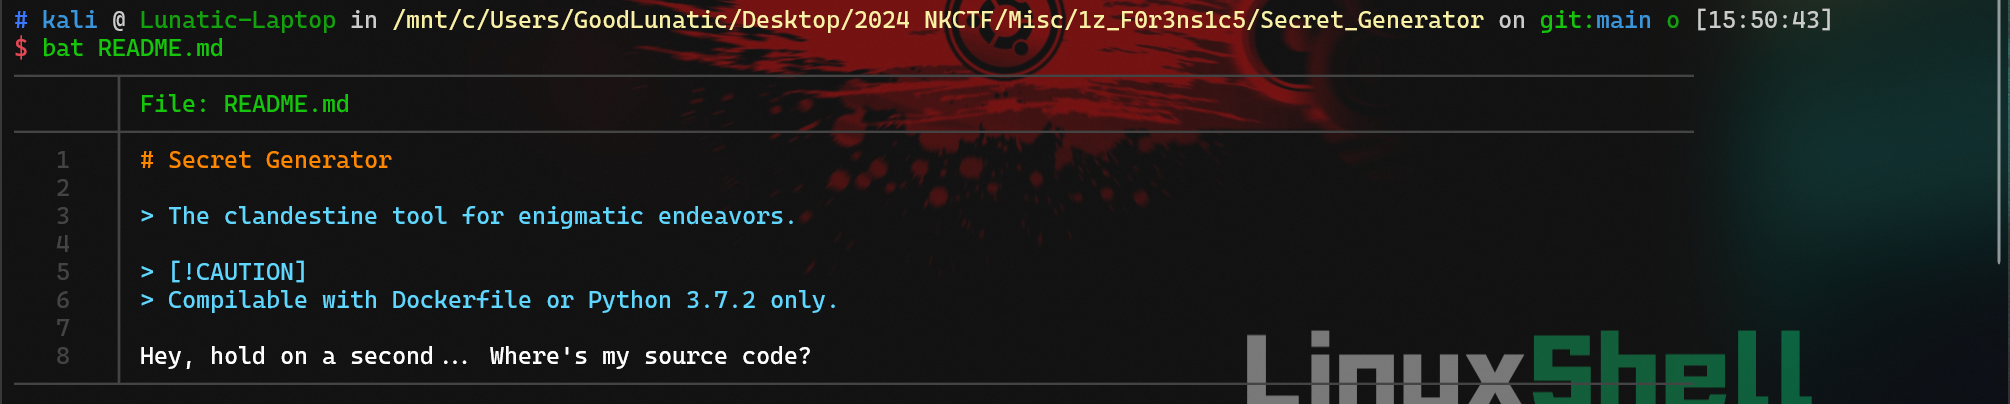 # kali @ Lunatic-Laptop in /mnt/c/Users/GoodLunatic/Desktop/2024 NKCTF/Misc/1z_F0r3ns1c5/Secret_Generator on git:main o [15:50:43]
$ bat README.md
File: README.md
1 # Secret Generator
2
3 > The clandestine tool for enigmatic endeavors.
4
5 > [!CAUTION]
6 > Compilable with Dockerfile or Python 3.7.2 only.
7
8 Hey, hold on a second... Where's my source code?
LinuxShell